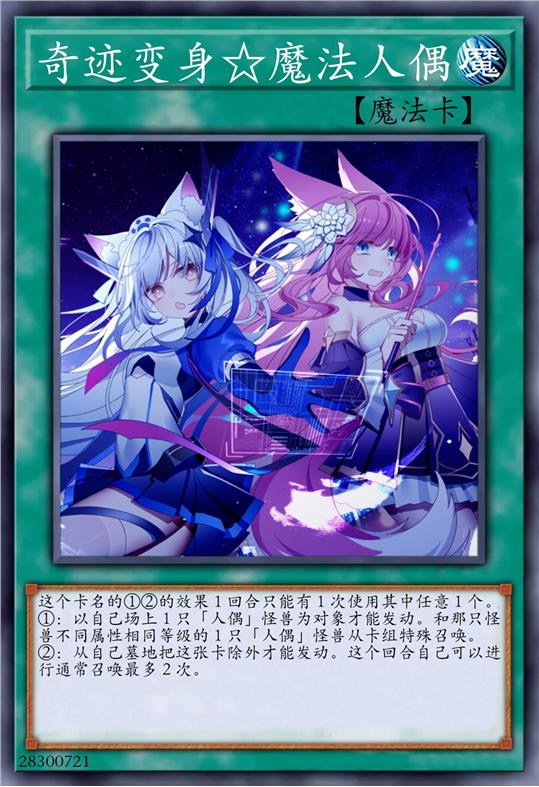 奇迹变身☆魔法人偶 魔
【魔法卡】
这个卡名的①②的效果1回合只能有1次使用其中任意1个。
①：以自己场上1只「人偶」怪兽为对象才能发动。和那只怪
兽不同属性相同等级的1只「人偶」怪兽从卡组特殊召唤。
②：从自己墓地把这张卡除外才能发动。这个回合自己可以进
行通常召唤最多2次。
28300721